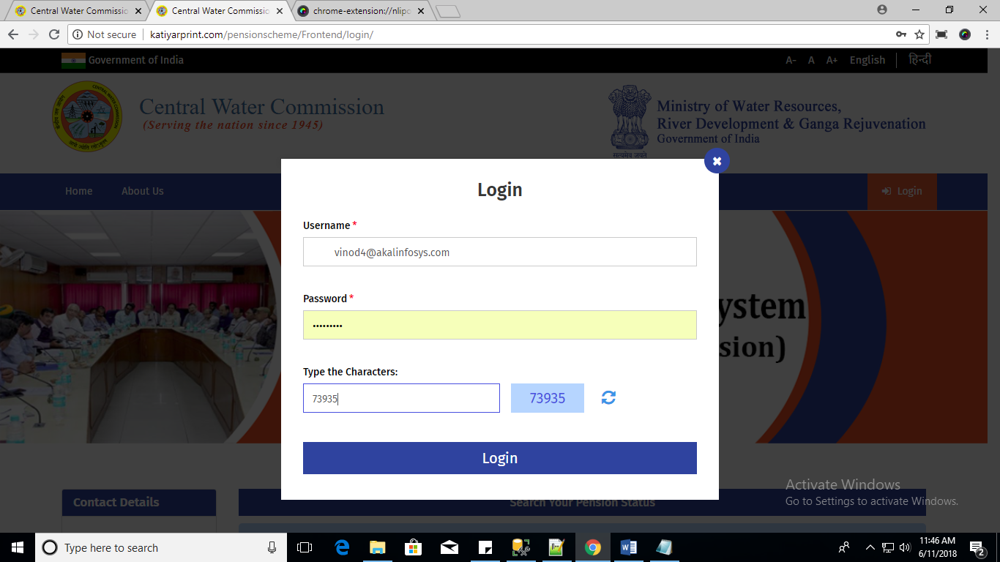 Central Water Commissio
Central Water Commissio
chrome-extension://nlipo
Not secure
katiyarprint.com/pensionscheme/Frontend/login/
Government of India
A- A A+ English हिन्दी
Central Water Commission
(Serving the nation since 1945)
Ministry of Water Resources,
River Development & Ganga Rejuvenation
Government of India
सत्यमेव जयते
Home About Us
Login
Login
Username *
vinod4@akalinfosys.com
Password *
•••••••••
Type the Characters:
73935
73935
Login
ystem
sion)
Contact Details
Search Your Pension Status
Activate Windows
Go to Settings to activate Windows.
Type here to search
11:46 AM
6/11/2018
2